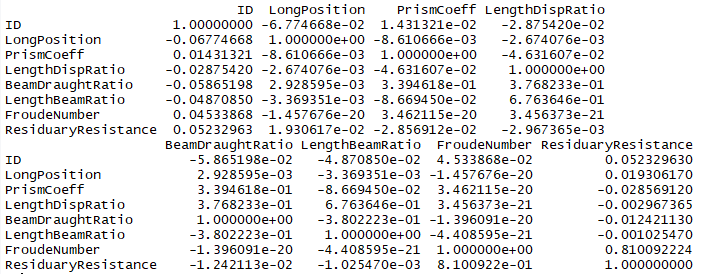 ID LongPosition PrismCoeff LengthDispRatio
ID 1.00000000 -6.774668e-02 1.431321e-02 -2.875420e-02
LongPosition -0.06774668 1.000000e+00 -8.610666e-03 -2.674076e-03
PrismCoeff 0.01431321 -8.610666e-03 1.000000e+00 -4.631607e-02
LengthDispRatio -0.02875420 -2.674076e-03 -4.631607e-02 1.000000e+00
BeamDraughtRatio -0.05865198 2.928595e-03 3.394618e-01 3.768233e-01
LengthBeamRatio -0.04870850 -3.369351e-03 -8.669450e-02 6.763646e-01
FroudeNumber 0.04533868 -1.457676e-20 3.462115e-20 3.456373e-21
ResiduaryResistance 0.05232963 1.930617e-02 -2.856912e-02 -2.967365e-03
BeamDraughtRatio LengthBeamRatio FroudeNumber ResiduaryResistance
ID -5.865198e-02 -4.870850e-02 4.533868e-02 0.052329630
LongPosition 2.928595e-03 -3.369351e-03 -1.457676e-20 0.019306170
PrismCoeff 3.394618e-01 -8.669450e-02 3.462115e-20 -0.028569120
LengthDispRatio 3.768233e-01 6.763646e-01 3.456373e-21 -0.002967365
BeamDraughtRatio 1.000000e+00 -3.802223e-01 -1.396091e-20 -0.012421130
LengthBeamRatio -3.802223e-01 1.000000e+00 -4.408595e-21 -0.001025470
FroudeNumber -1.396091e-20 -4.408595e-21 1.000000e+00 0.810092224
ResiduaryResistance -1.242113e-02 -1.025470e-03 8.100922e-01 1.000000000